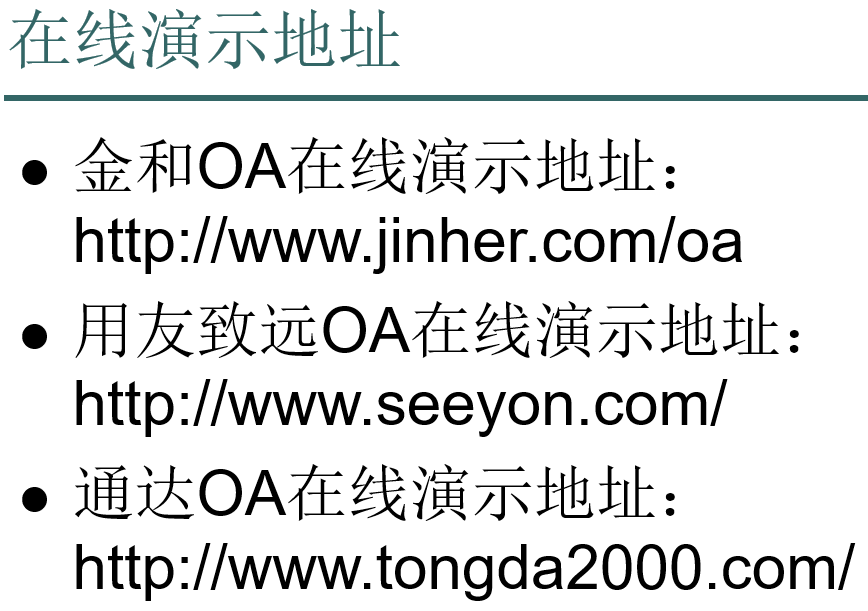 在线演示地址
● 金和OA在线演示地址：
http://www.jinher.com/oa
● 用友致远OA在线演示地址：
http://www.seeyon.com/
● 通达OA在线演示地址：
http://www.tongda2000.com/